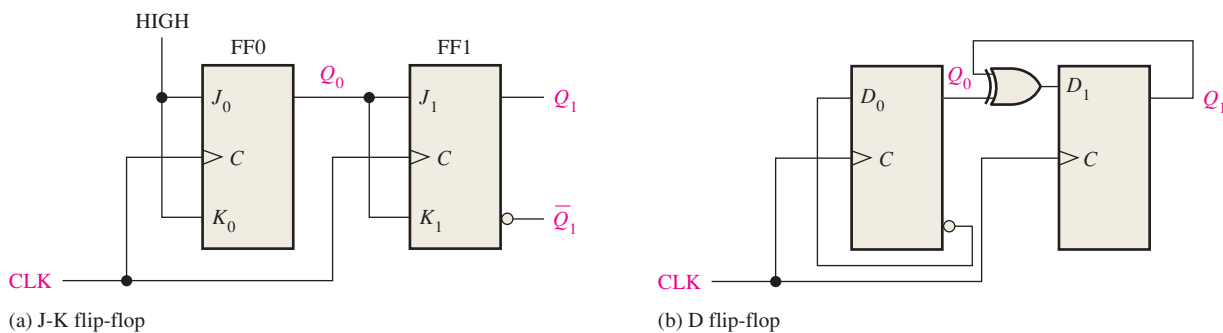 HIGH
FF0
FF1
Q₀
Q₁
J₀
J₁
C
C
K₀
K₁
Q̅₁
CLK
(a) J-K flip-flop
Q₀
D₀
D₁
Q₁
C
C
CLK
(b) D flip-flop